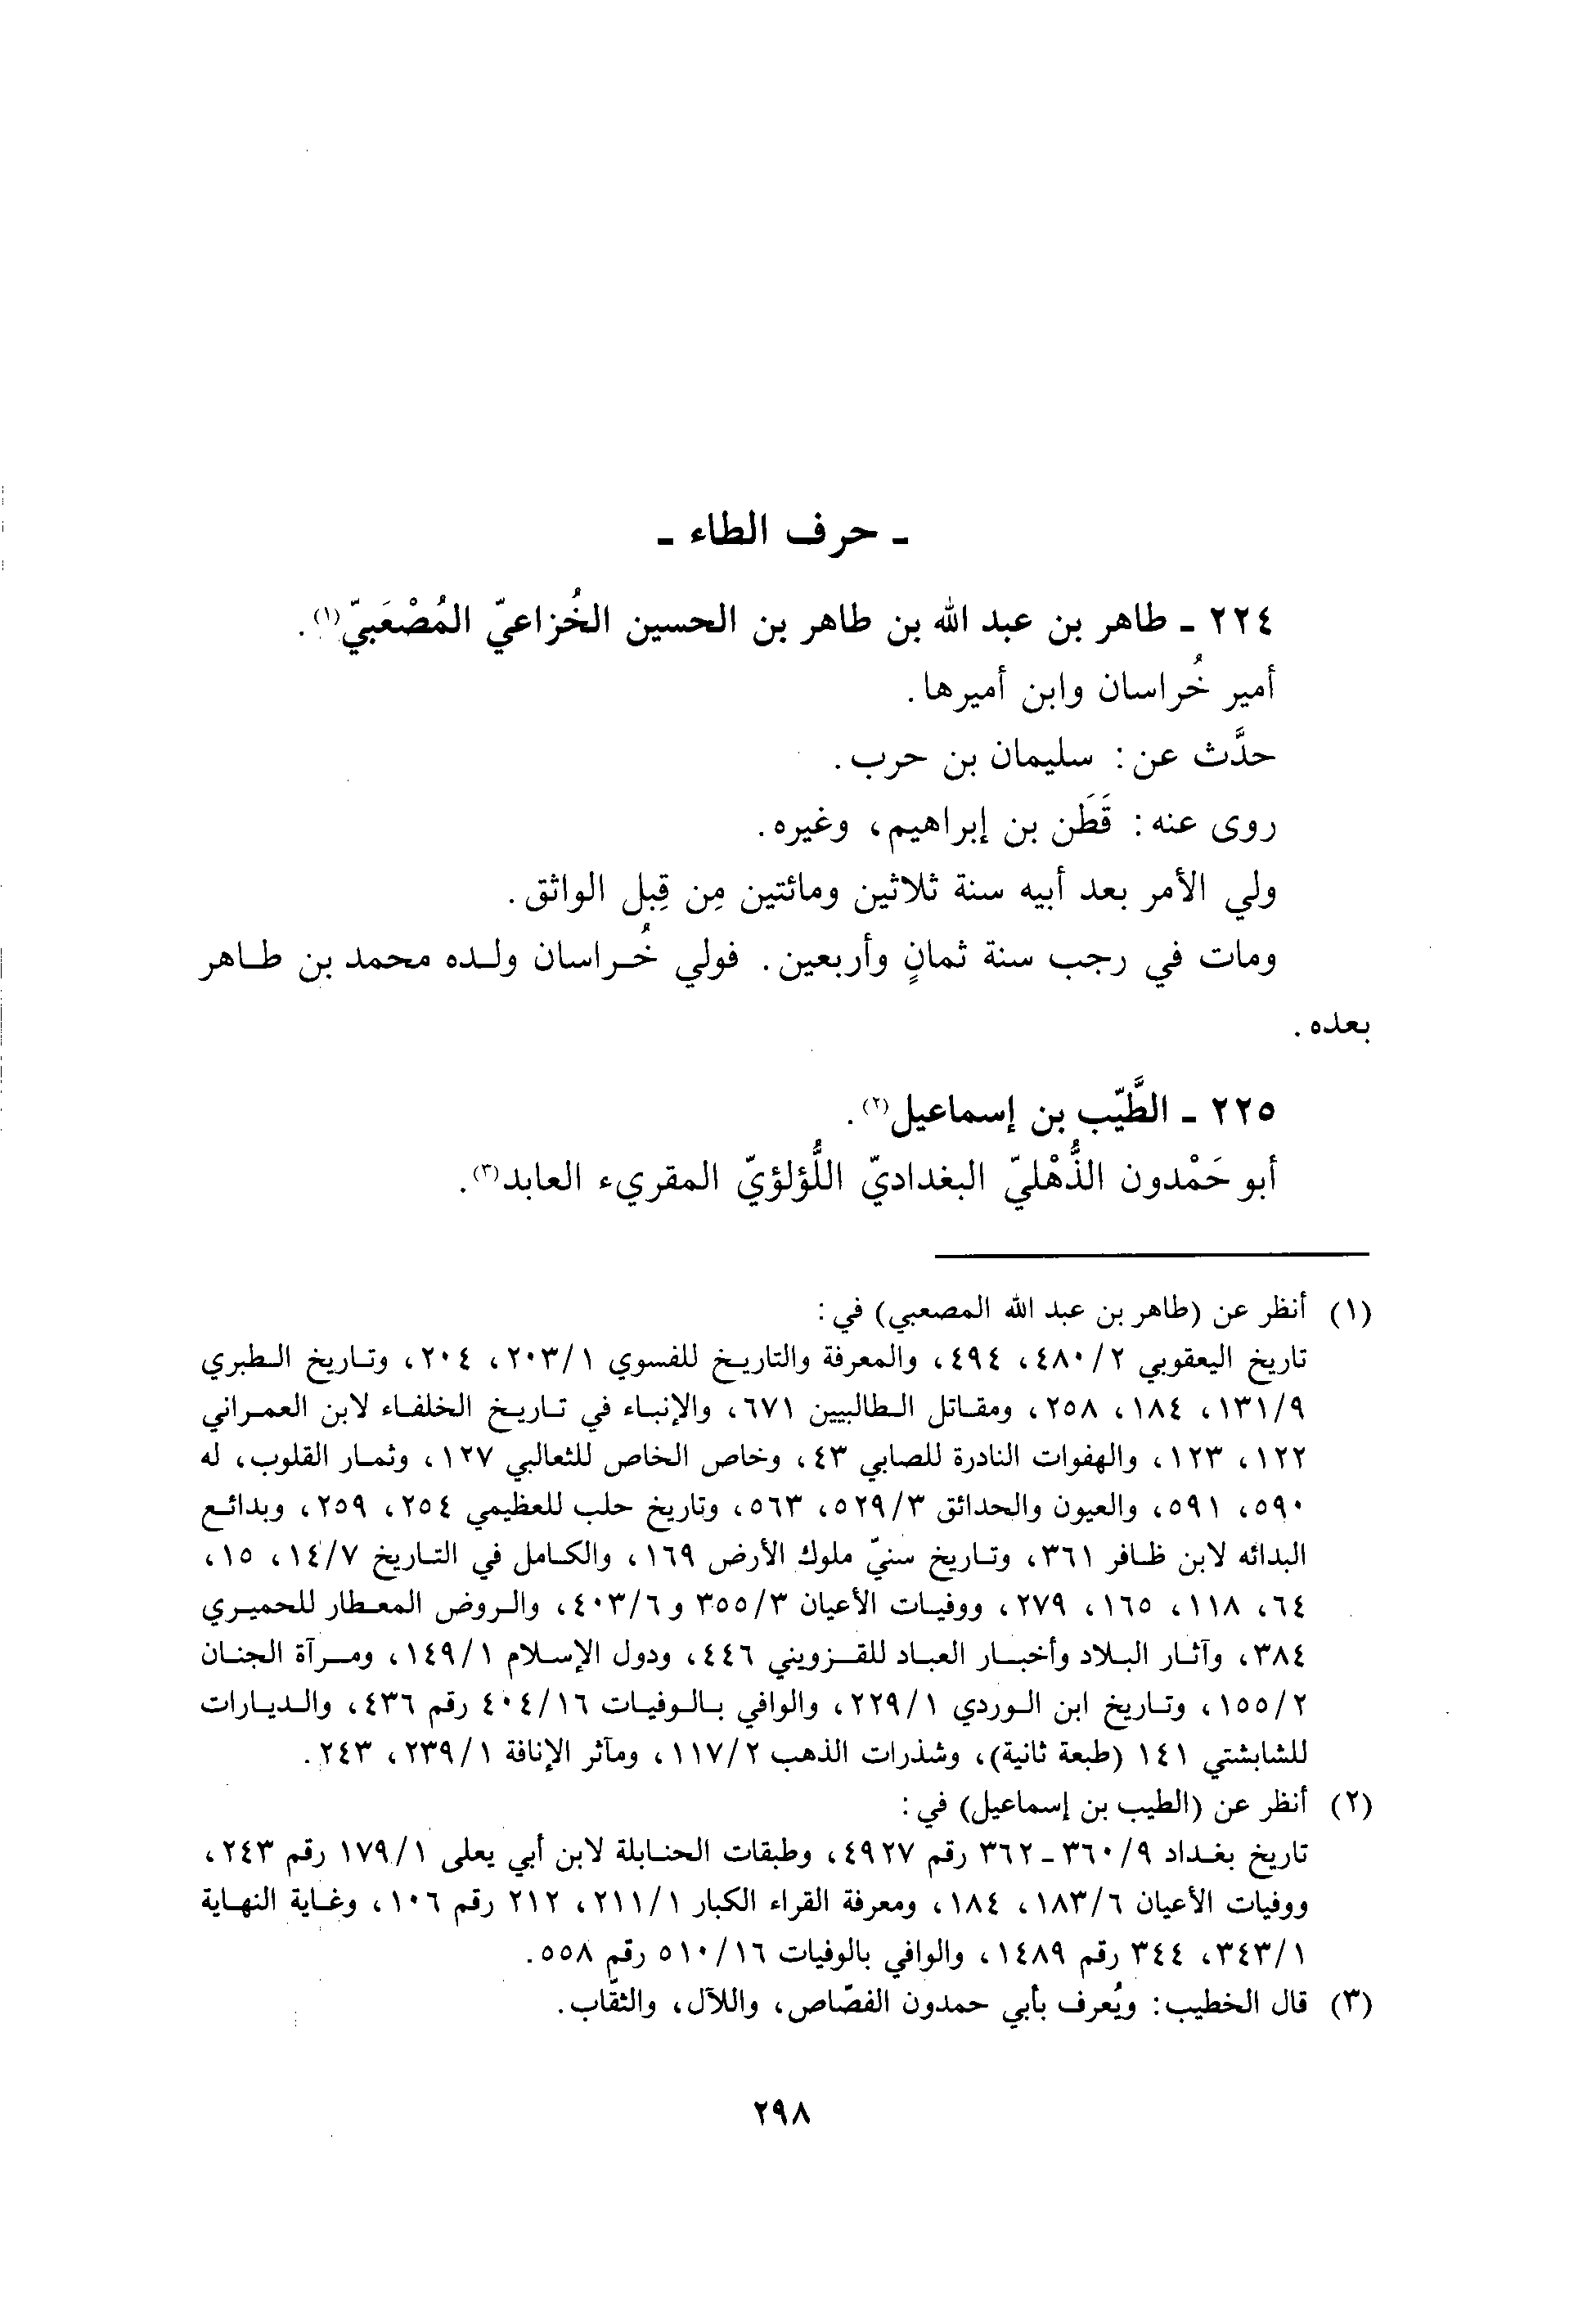 ـ حرف الطاء ـ
٢٢٤ ـ طاهر بن عبد الله بن طاهر بن الحسين الخُزاعيّ المُصْعَبيّ(١).
أمير خُراسان وابن أميرها.
حدَّث عن: سليمان بن حرب.
روى عنه: قَطَن بن إبراهيم، وغيره.
ولي الأمر بعد أبيه سنة ثلاثين ومائتين مِن قِبل الواثق.
ومات في رجب سنة ثمانٍ وأربعين. فولي خُراسان ولده محمد بن طاهر
بعده.
٢٢٥ ـ الطَّيّب بن إسماعيل(٢).
أبو حَمْدون الذُّهْليّ البغداديّ اللُّؤلؤيّ المقريء العابد(٣).
(١) أنظر عن (طاهر بن عبد الله المصعبي) في:
تاريخ اليعقوبي ٤٨٠/٢، ٤٩٤، والمعرفة والتاريخ للفسوي ٢٠٣/١، ٢٠٤، وتاريخ الطبري
١٣١/٩، ١٨٤، ٢٥٨، ومقاتل الطالبيين ٦٧١، والإنباء في تاريخ الخلفاء لابن العمراني
١٢٢، ١٢٣، والهفوات النادرة للصابي ٤٣، وخاص الخاص للثعالبي ١٢٧، وثمار القلوب، له
٥٩٠، ٥٩١، والعيون والحدائق ٥٢٩/٣، ٥٦٣، وتاريخ حلب للعظيمي ٢٥٤، ٢٥٩، وبدائع
البدائه لابن ظافر ٣٦١، وتاريخ سنيّ ملوك الأرض ١٦٩، والكامل في التاريخ ١٤/٧، ١٥،
٦٤، ١١٨، ١٦٥، ٢٧٩، ووفيات الأعيان ٣٥٥/٣ و ٤٠٣/٦، والروض المعطار للحميري
٣٨٤، وآثار البلاد وأخبار العباد للقزويني ٤٤٦، ودول الإسلام ١٤٩/١، ومرآة الجنان
١٥٥/٢، وتاريخ ابن الوردي ٢٢٩/١، والوافي بالوفيات ٤٠٤/١٦ رقم ٤٣٦، والديارات
للشابشتي ١٤١ (طبعة ثانية)، وشذرات الذهب ١١٧/٢، ومآثر الإنافة ٢٣٩/١، ٢٤٣.
(٢) أنظر عن (الطيب بن إسماعيل) في:
تاريخ بغداد ٣٦٠/٩ـ٣٦٢ رقم ٤٩٢٧، وطبقات الحنابلة لابن أبي يعلى ١٧٩/١ رقم ٢٤٣،
ووفيات الأعيان ١٨٣/٦، ١٨٤، ومعرفة القراء الكبار ٢١١/١، ٢١٢ رقم ١٠٦، وغاية النهاية
٣٤٣/١، ٣٤٤ رقم ١٤٨٩، والوافي بالوفيات ٥١٠/١٦ رقم ٥٥٨.
(٣) قال الخطيب: ويُعرف بأبي حمدون الفصّاص، واللآل، والثقّاب.
٢٩٨